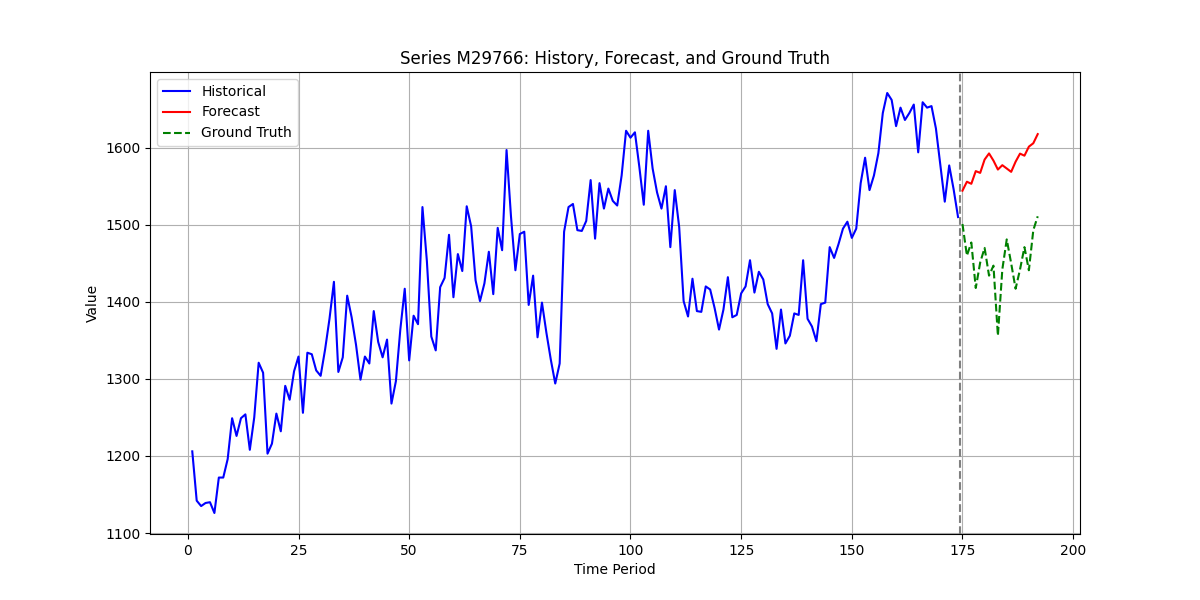 Series M29766: History, Forecast, and Ground Truth
Historical
Forecast
Ground Truth
1600
1500
1400
1300
1200
1100
Value
0 25 50 75 100 125 150 175 200
Time Period